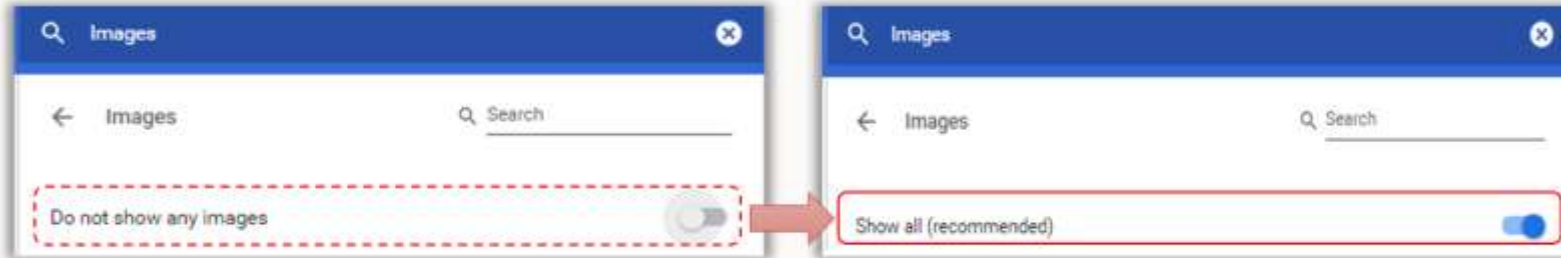 Images
Images
Search
Do not show any images
Images
Images
Search
Show all (recommended)